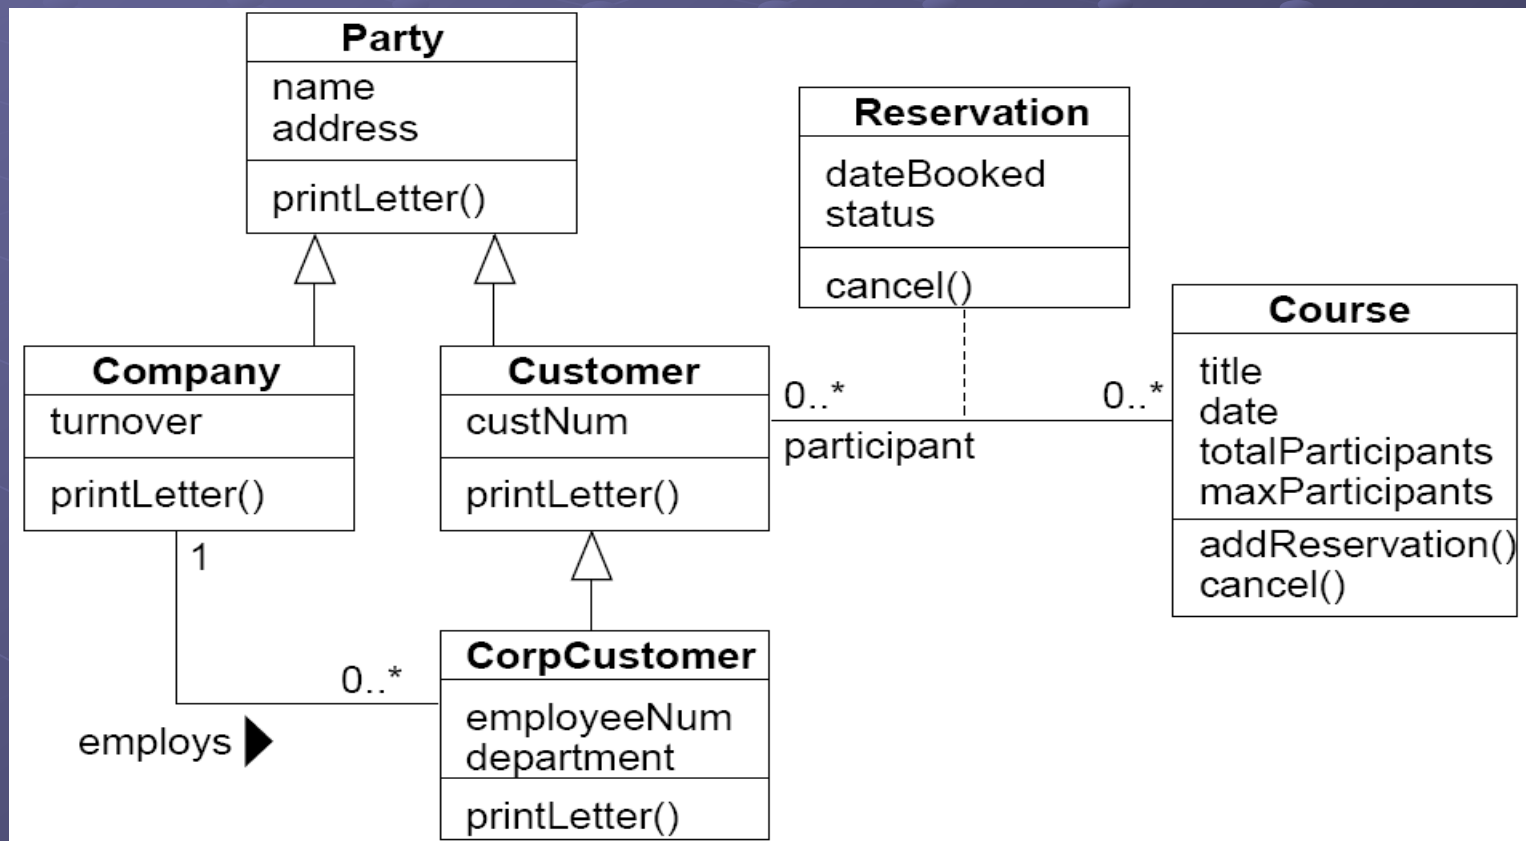 Party
name
address
printLetter()
Reservation
dateBooked
status
cancel()
Company
turnover
printLetter()
Customer
custNum
printLetter()
0..*
0..*
participant
Course
title
date
totalParticipants
maxParticipants
addReservation()
cancel()
1
0..*
employs
CorpCustomer
employeeNum
department
printLetter()